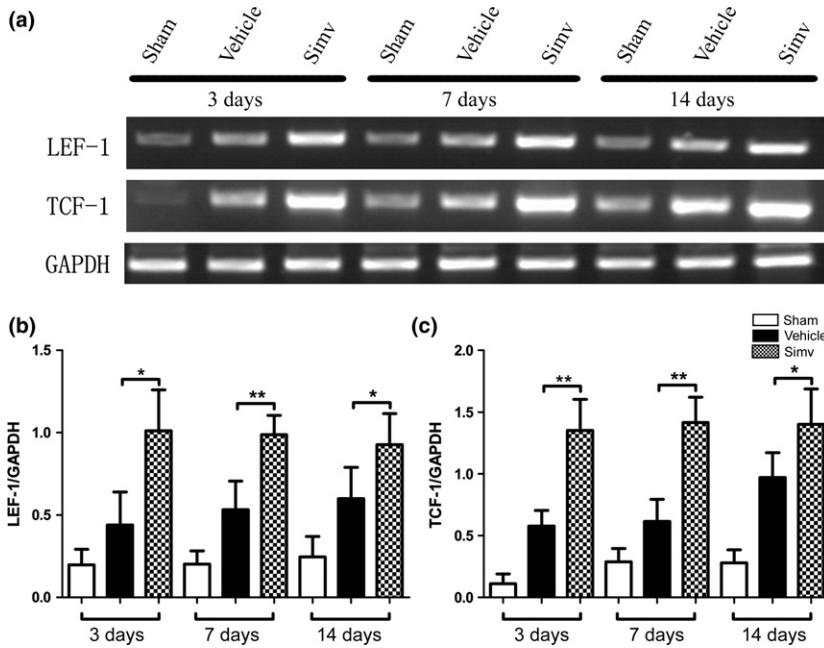 (a)
Sham Vehicle Simv Sham Vehicle Simv Sham Vehicle Simv
3 days 7 days 14 days
LEF-1
TCF-1
GAPDH
(b)
LEF-1/GAPDH
1.5
1.0
0.5
0.0
* ** *
3 days 7 days 14 days
(c)
Sham
Vehicle
Simv
TCF-1/GAPDH
2.0
1.5
1.0
0.5
0.0
** ** *
3 days 7 days 14 days